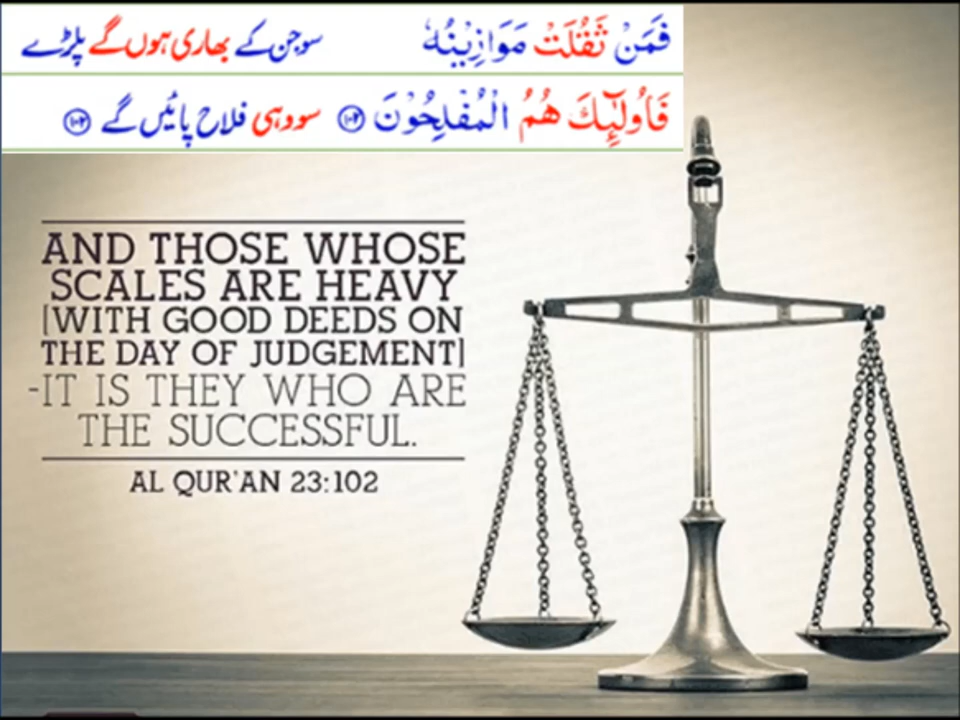 فَمَنْ ثَقُلَتْ مَوَازِيْنُهٗ سو جن کے بھاری ہوں گے پلڑے
فَاُولٰٓئِكَ هُمُ الْمُفْلِحُوْنَ ۝۱۰۲ سو وہی فلاح پائیں گے ۝۱۰۲
AND THOSE WHOSE
SCALES ARE HEAVY
[WITH GOOD DEEDS ON
THE DAY OF JUDGEMENT]
-IT IS THEY WHO ARE
THE SUCCESSFUL.
AL QUR'AN 23:102